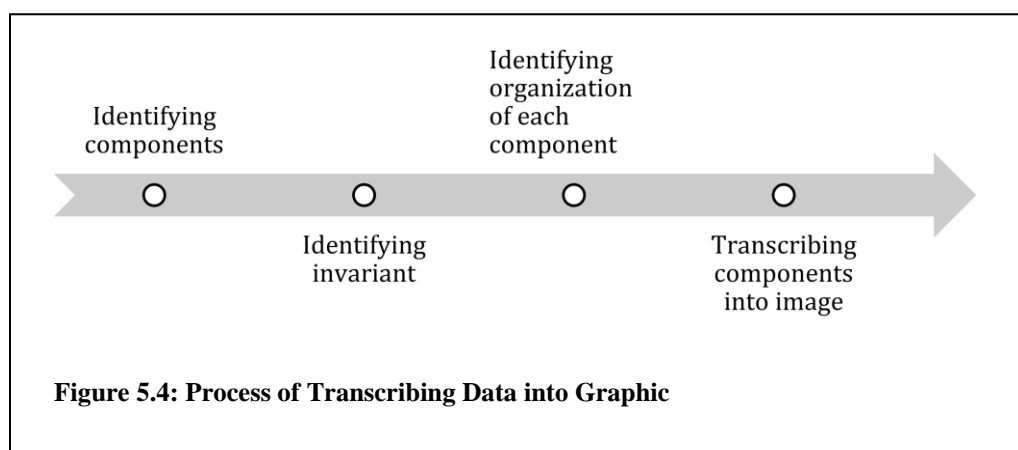 Identifying
components
Identifying
invariant
Identifying
organization
of each
component
Transcribing
components
into image
Figure 5.4: Process of Transcribing Data into Graphic